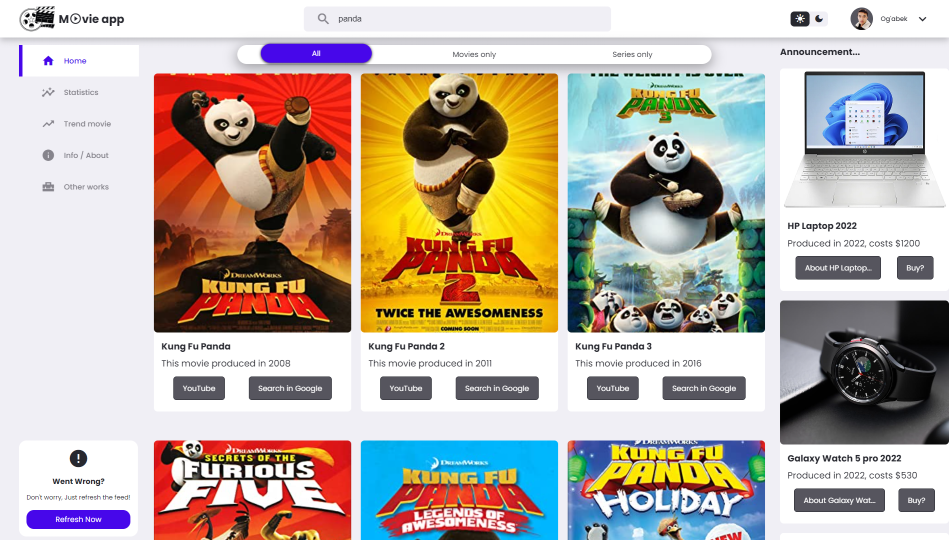 Movie app
panda
Og'abek
Home
Statistics
Trend movie
Info / About
Other works
Went Wrong?
Don't worry, Just refresh the feed!
Refresh Now
All
Movies only
Series only
DREAMWORKS
KUNG FU
PANDA
Kung Fu Panda
This movie produced in 2008
YouTube
Search in Google
DREAMWORKS
KUNG FU
PANDA
2
TWICE THE AWESOMENESS
COMING SOON
Kung Fu Panda 2
This movie produced in 2011
YouTube
Search in Google
THE WEIGHT IS OVER
DREAMWORKS
KUNG FU
PANDA
3
Kung Fu Panda 3
This movie produced in 2016
YouTube
Search in Google
SECRETS OF THE
FURIOUS
FIVE
DREAMWORKS
KUNG FU
PANDA
LEGENDS OF
AWESOMENESS
DREAMWORKS
KUNG FU
PANDA
HOLIDAY
NEW
Announcement...
HP Laptop 2022
Produced in 2022, costs $1200
About HP Laptop...
Buy?
Galaxy Watch 5 pro 2022
Produced in 2022, costs $530
About Galaxy Wat...
Buy?